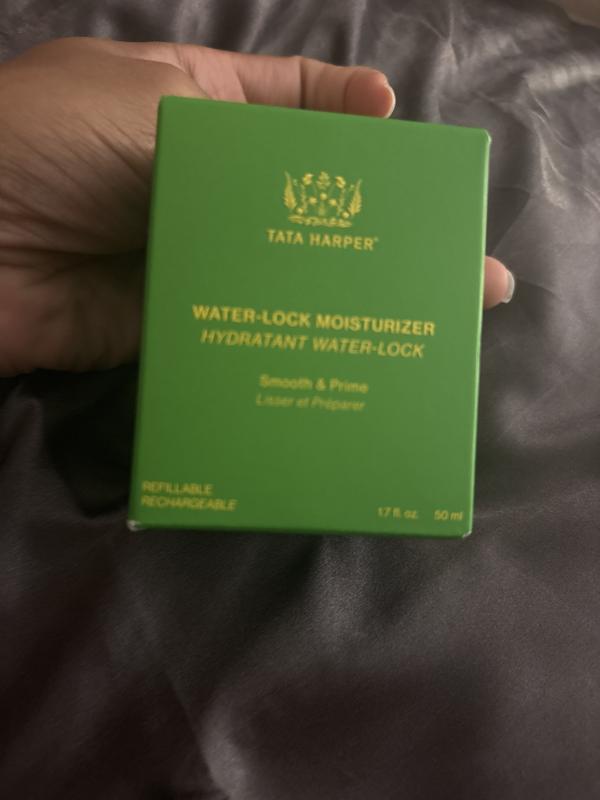 TATA HARPER®
WATER-LOCK MOISTURIZER
HYDRATANT WATER-LOCK
Smooth & Prime
Lisser et Préparer
REFILLABLE
RECHARGEABLE
1.7 fl. oz. 50 ml